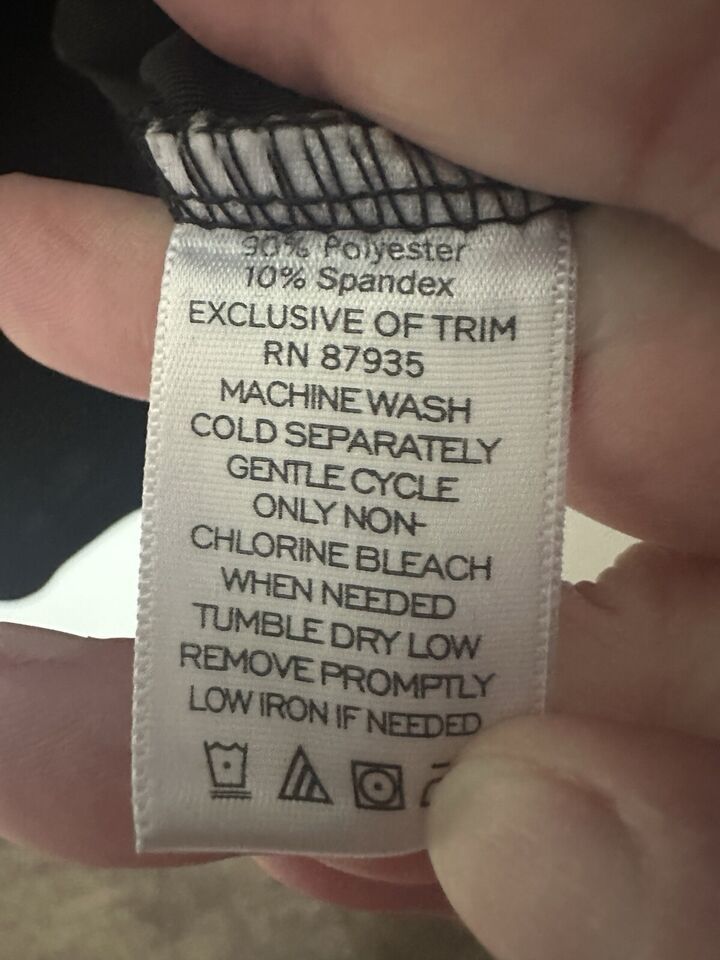 90% Polyester
10% Spandex
EXCLUSIVE OF TRIM
RN 87935
MACHINE WASH
COLD SEPARATELY
GENTLE CYCLE
ONLY NON-
CHLORINE BLEACH
WHEN NEEDED
TUMBLE DRY LOW
REMOVE PROMPTLY
LOW IRON IF NEEDED